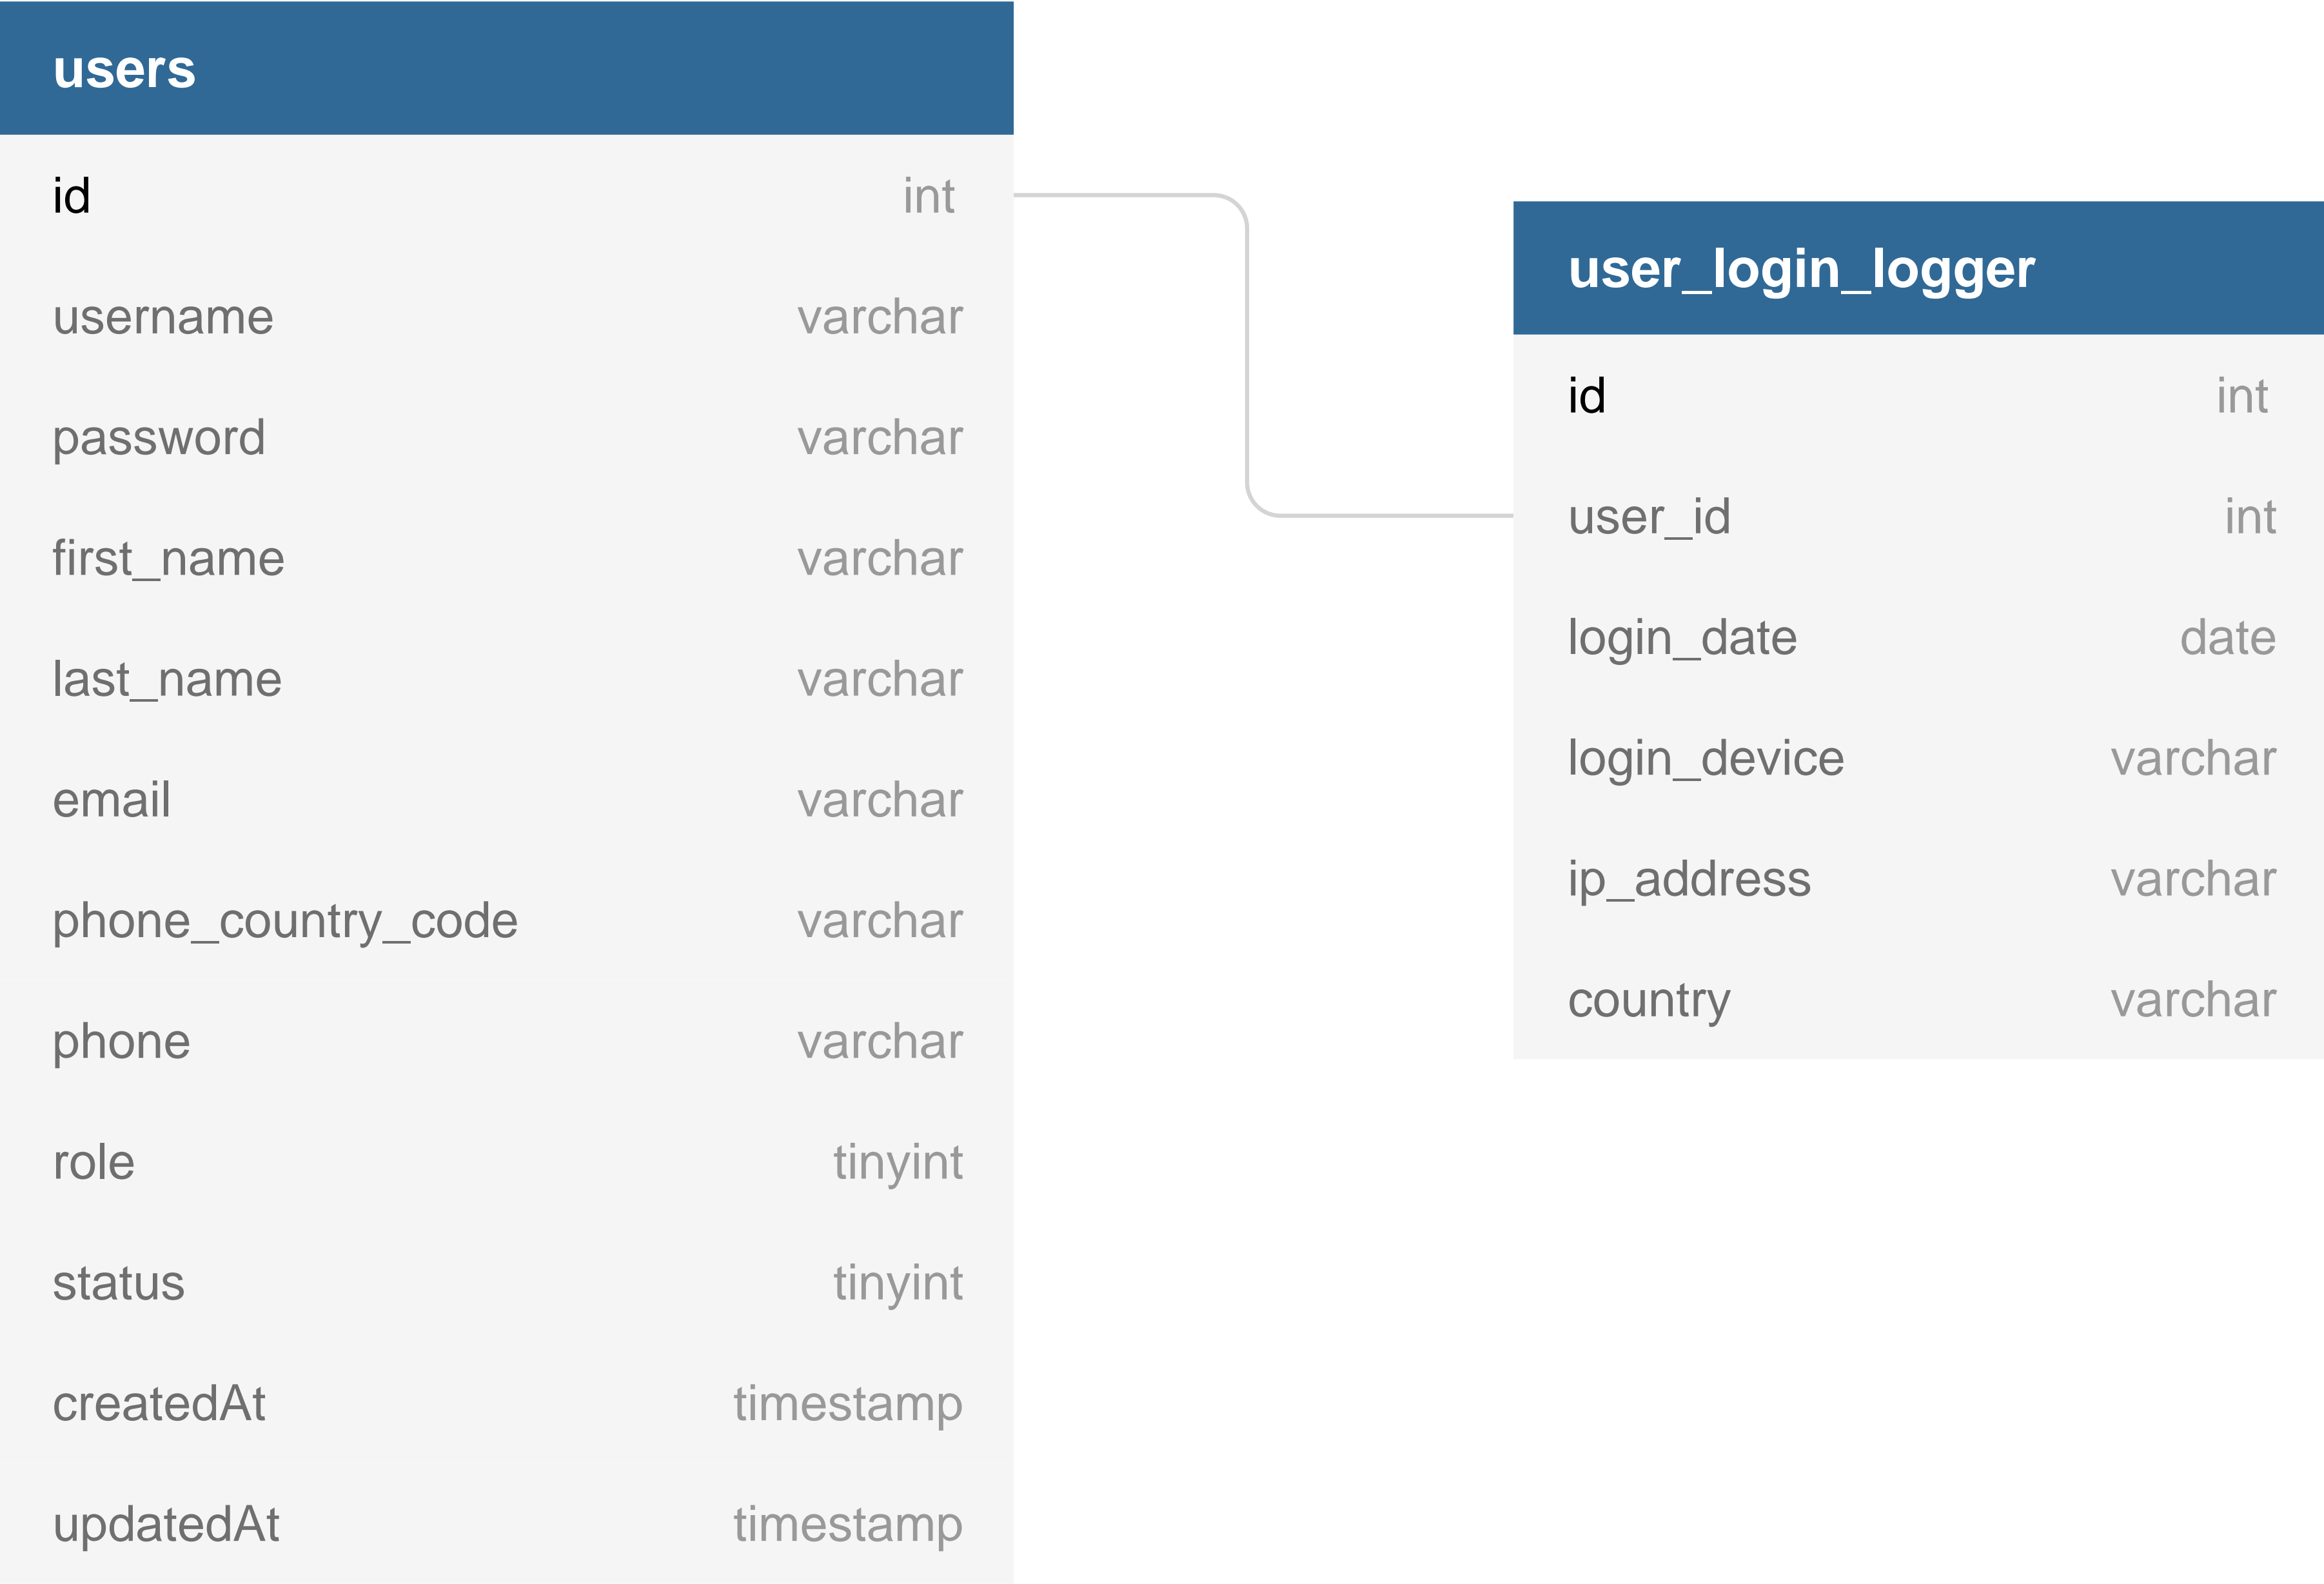 users
id int
username varchar
password varchar
first_name varchar
last_name varchar
email varchar
phone_country_code varchar
phone varchar
role tinyint
status tinyint
createdAt timestamp
updatedAt timestamp
user_login_logger
id int
user_id int
login_date date
login_device varchar
ip_address varchar
country varchar